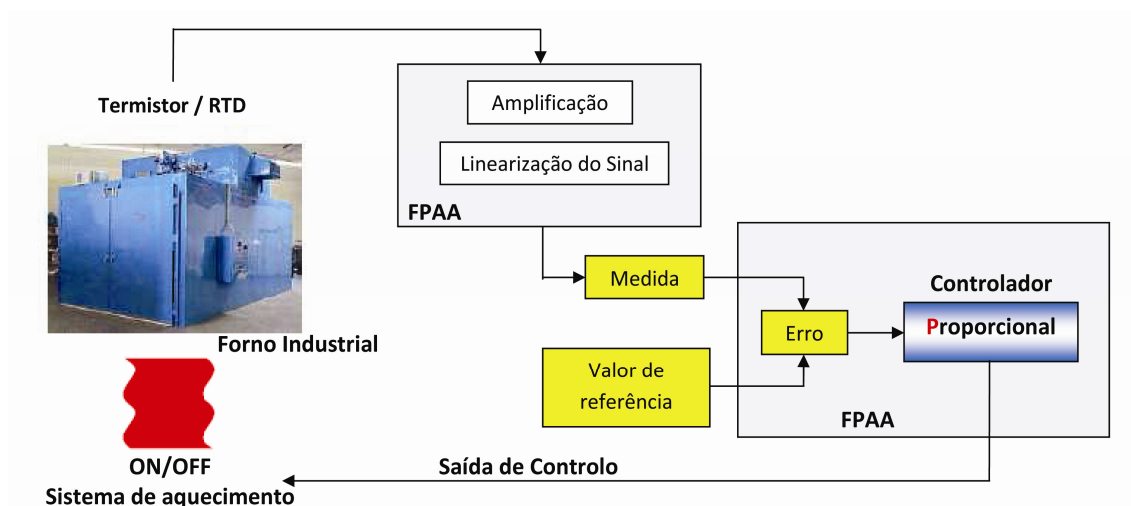 Termistor / RTD
Amplificação
Linearização do Sinal
FPAA
Medida
Controlador
Proporcional
Erro
Forno Industrial
Valor de
referência
FPAA
ON/OFF
Saída de Controlo
Sistema de aquecimento